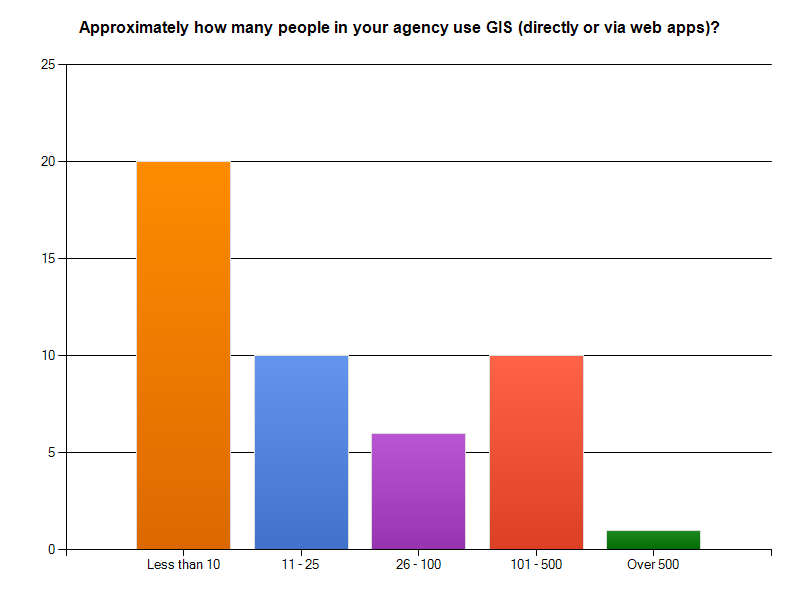 Approximately how many people in your agency use GIS (directly or via web apps)?
25
20
15
10
5
0
Less than 10
11 - 25
26 - 100
101 - 500
Over 500